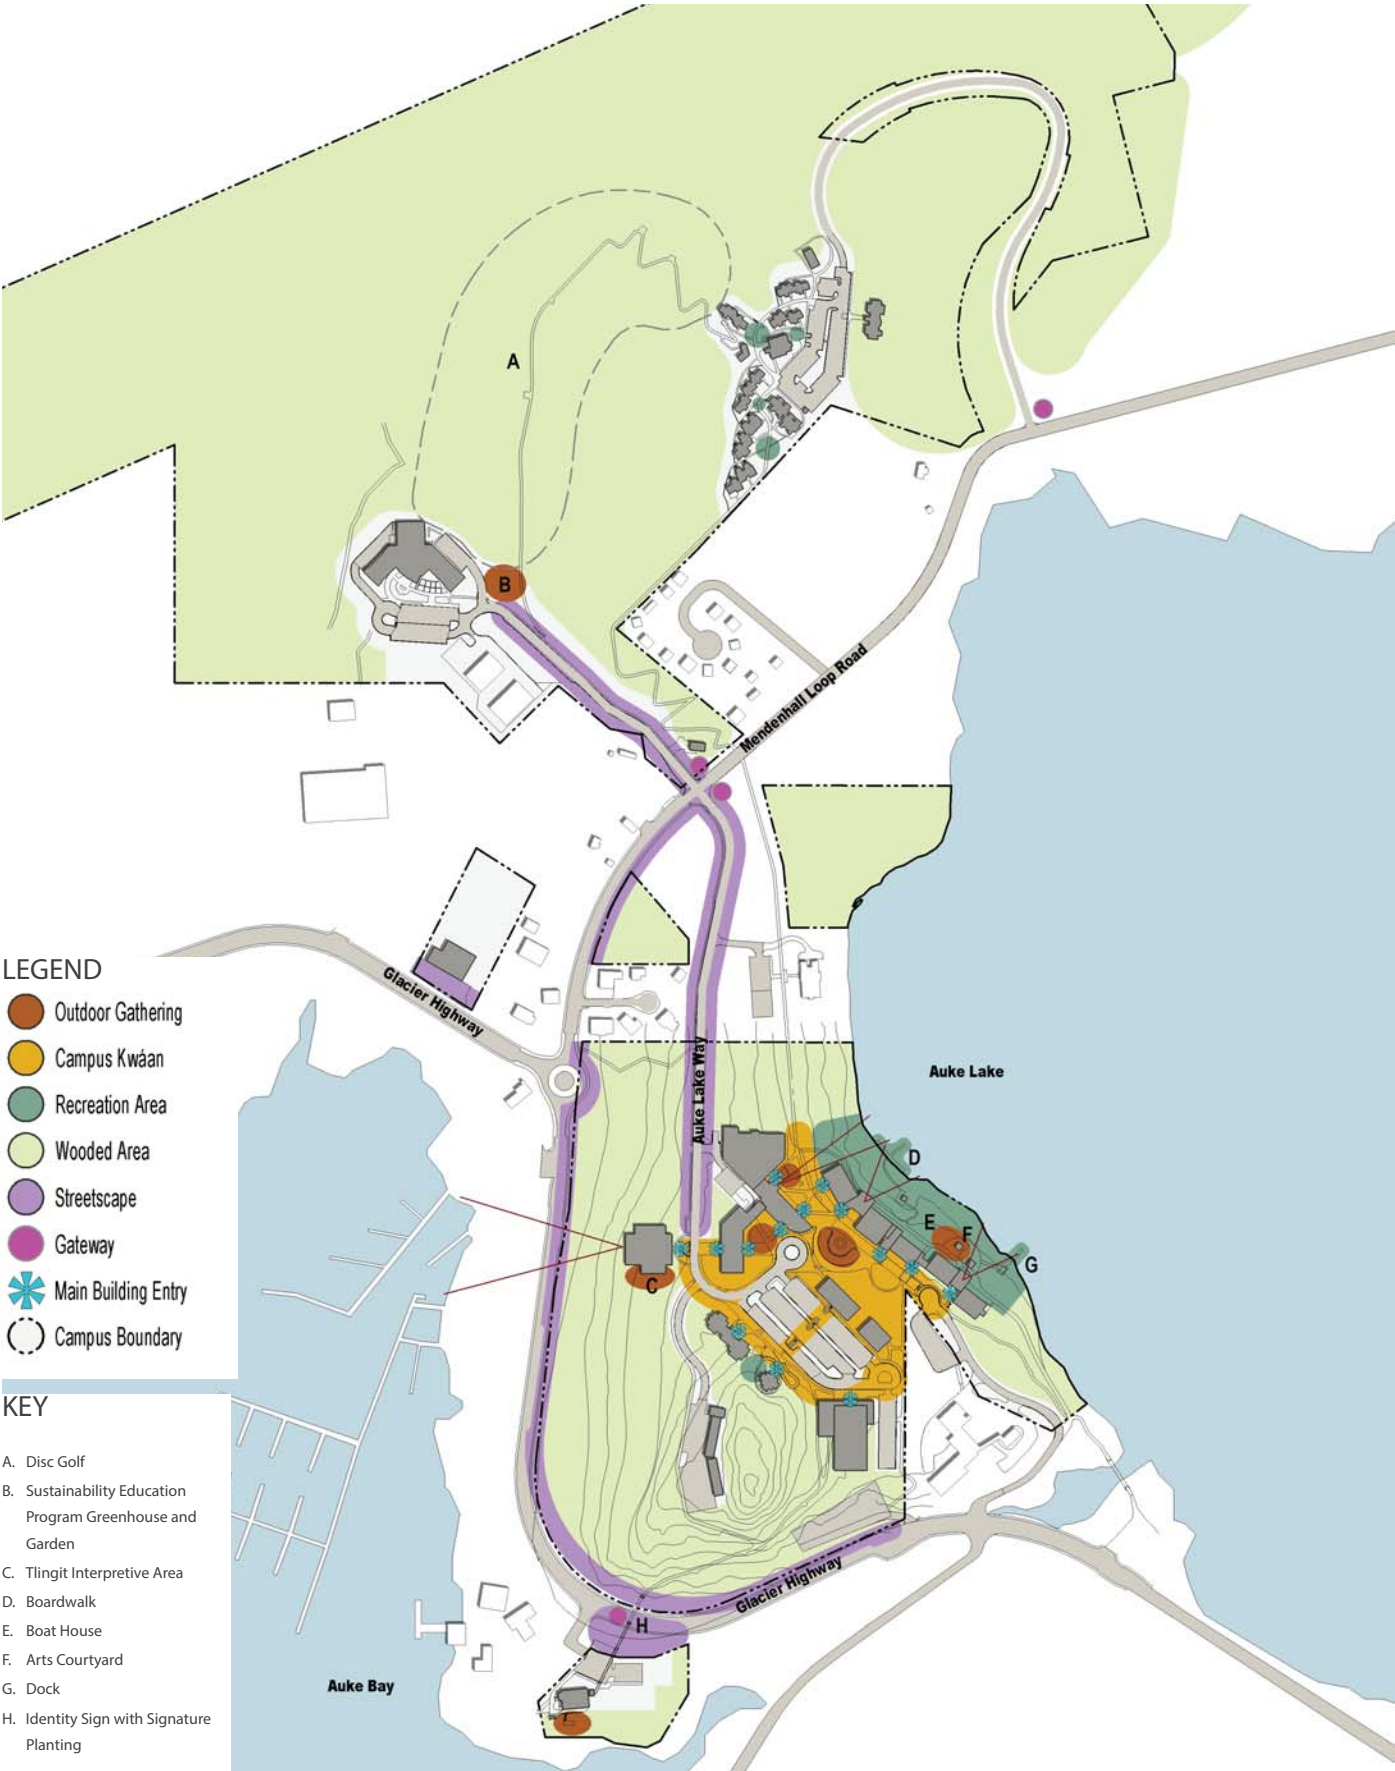 A
B
Mendenhall Loop Road
Glacier Highway
LEGEND
Outdoor Gathering
Campus Kwáan
Recreation Area
Wooded Area
Streetscape
Gateway
Main Building Entry
Campus Boundary
Auke Lake Way
Auke Lake
D
E
F
G
C
KEY
A. Disc Golf
B. Sustainability Education
Program Greenhouse and
Garden
C. Tlingit Interpretive Area
D. Boardwalk
E. Boat House
F. Arts Courtyard
G. Dock
H. Identity Sign with Signature
Planting
Glacier Highway
H
Auke Bay